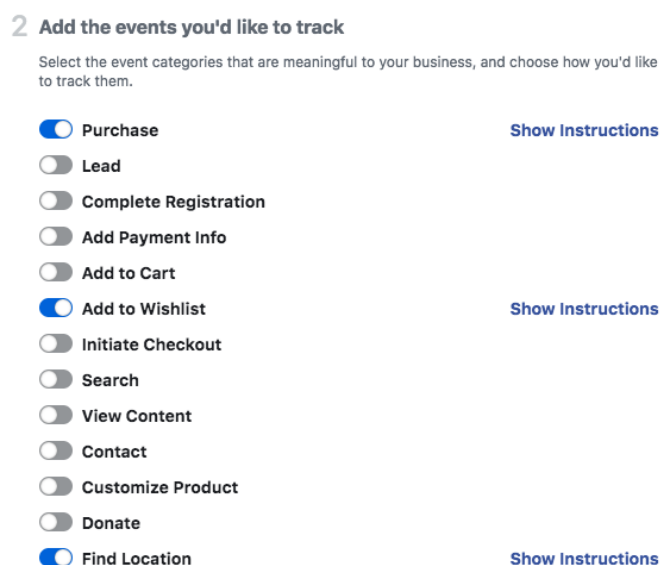 2 Add the events you'd like to track
Select the event categories that are meaningful to your business, and choose how you'd like
to track them.
Purchase Show Instructions
Lead
Complete Registration
Add Payment Info
Add to Cart
Add to Wishlist Show Instructions
Initiate Checkout
Search
View Content
Contact
Customize Product
Donate
Find Location Show Instructions